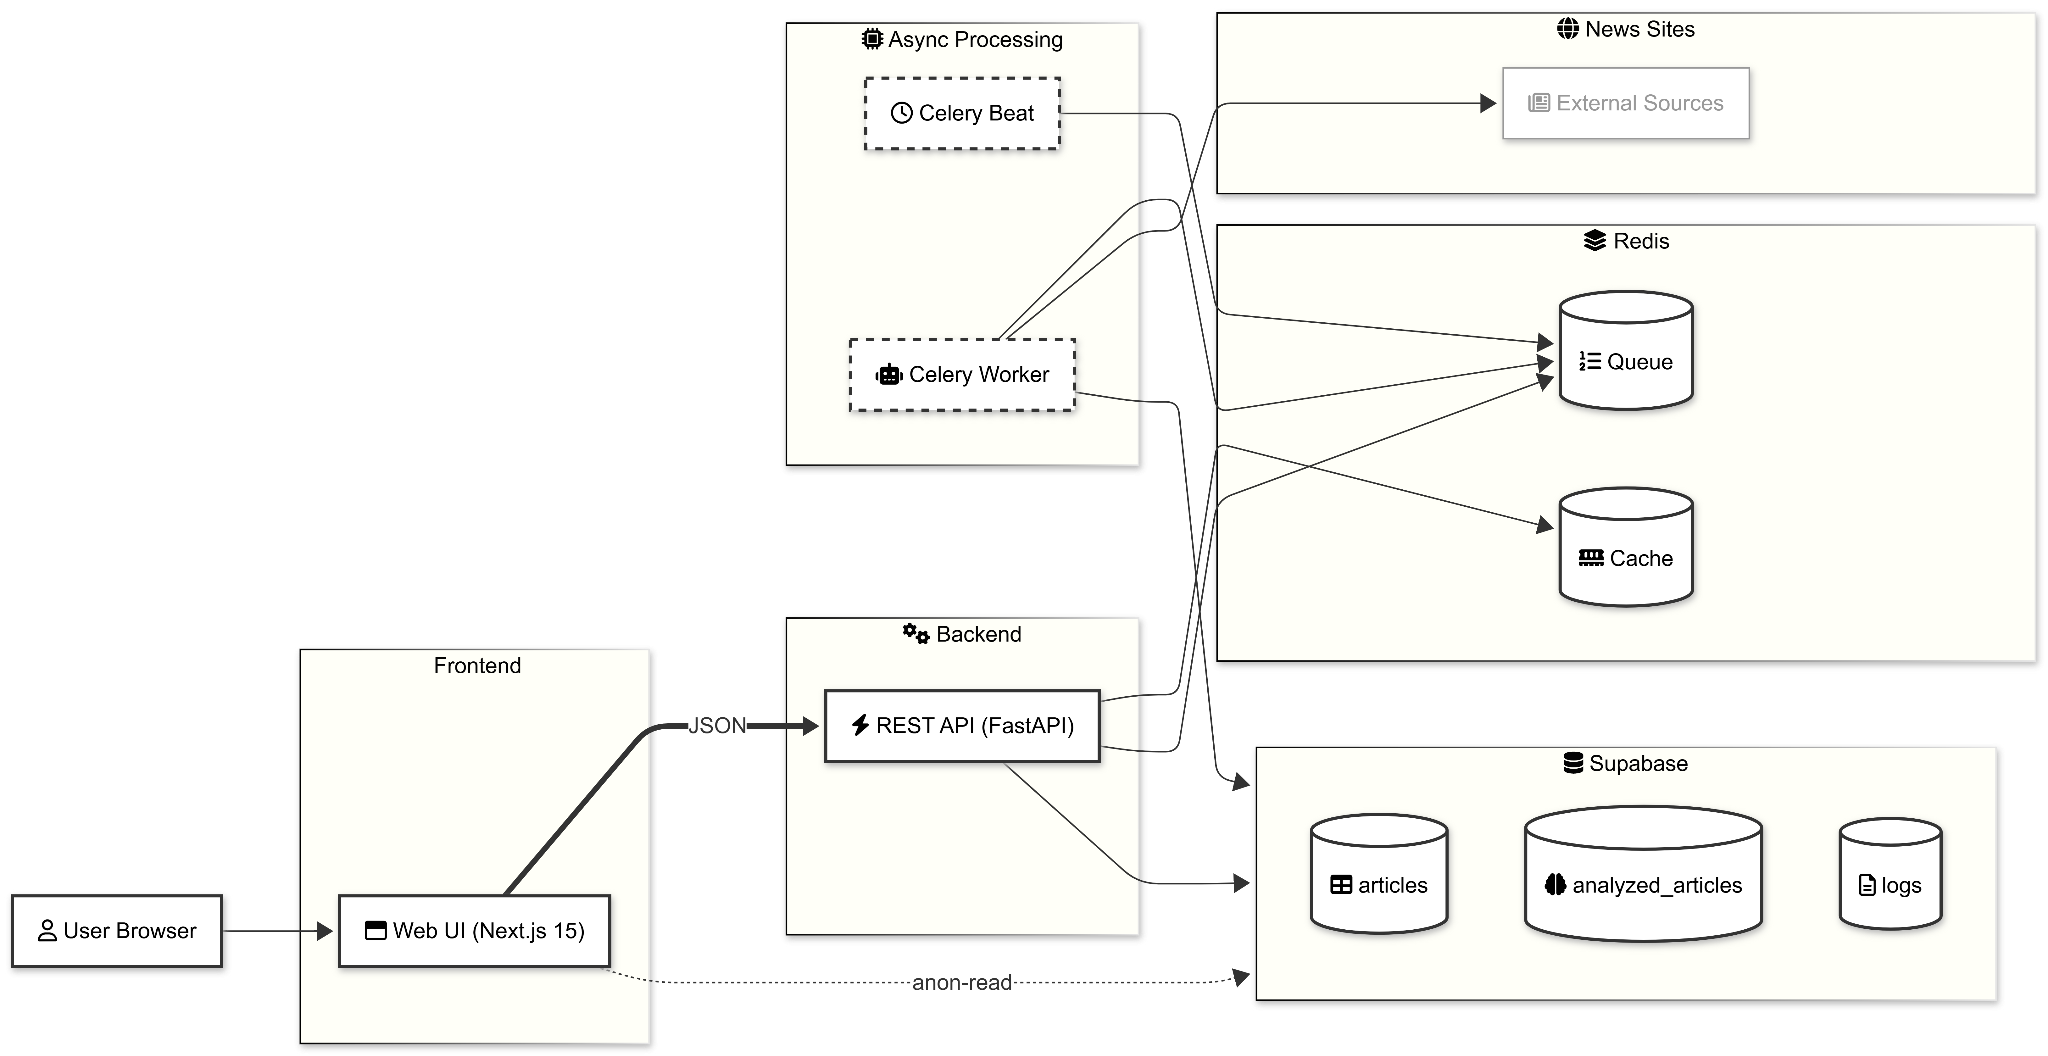 Async Processing
Celery Beat
Celery Worker
News Sites
External Sources
Redis
Queue
Cache
Frontend
User Browser
Web UI (Next.js 15)
JSON
Backend
REST API (FastAPI)
anon-read
Supabase
articles
analyzed_articles
logs